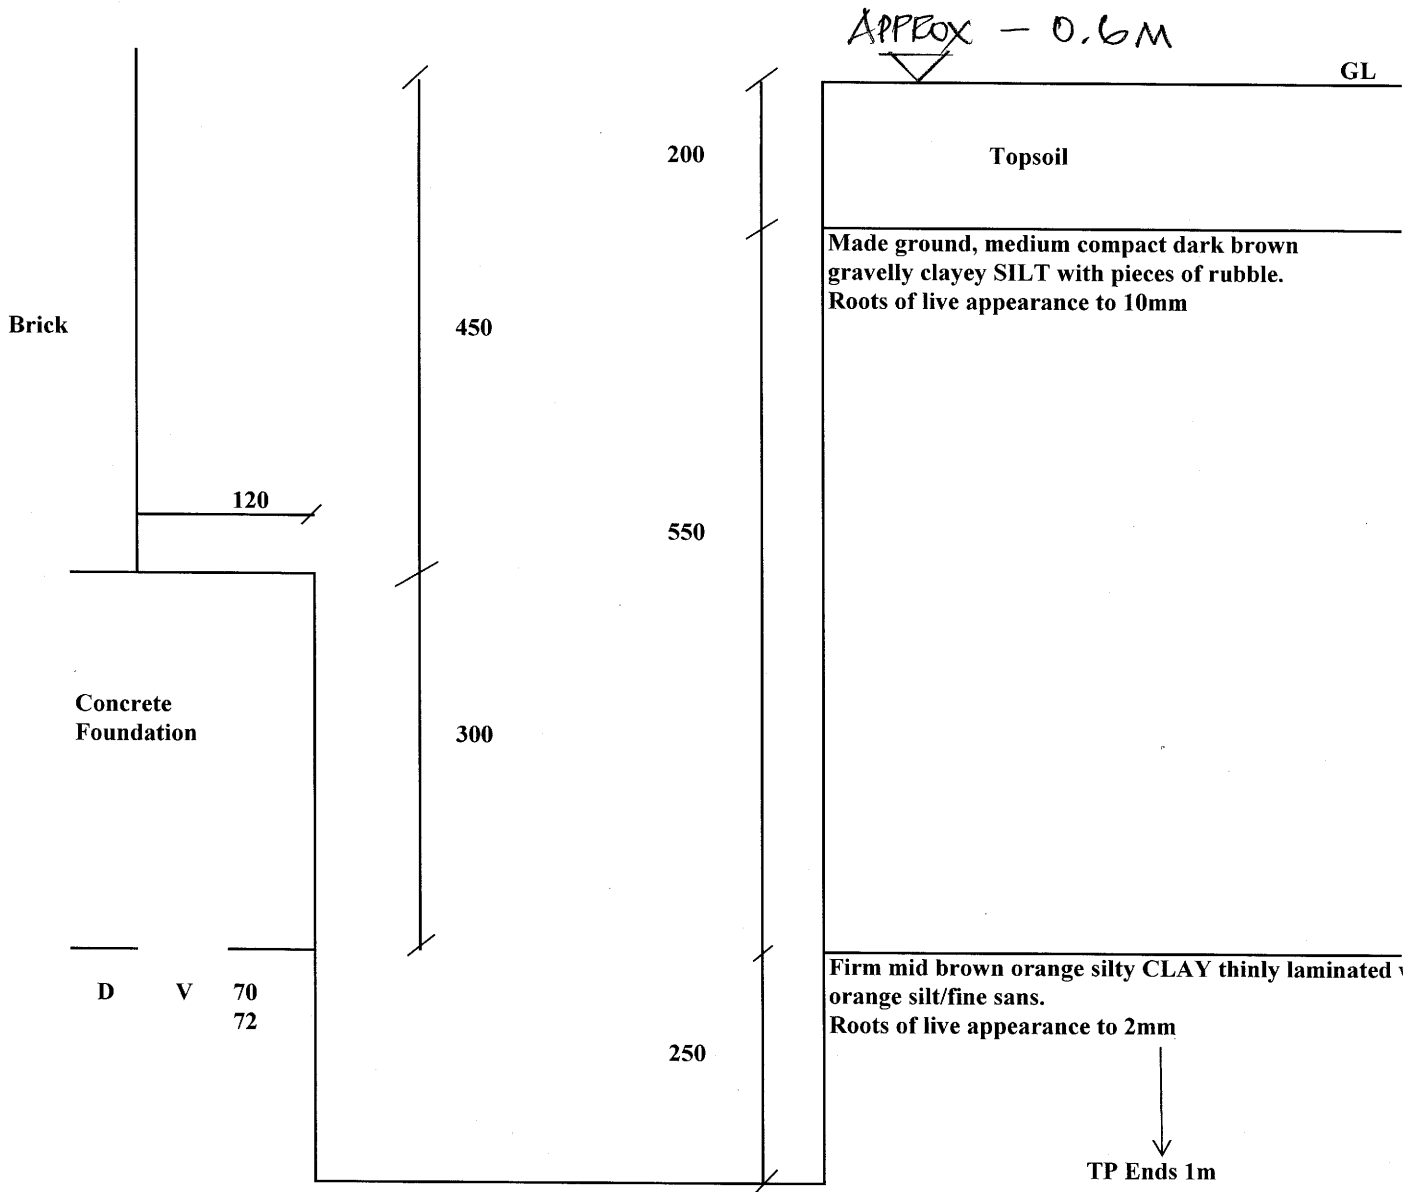 APPROX - 0.6M
GL
200
Topsoil
Made ground, medium compact dark brown
gravelly clayey SILT with pieces of rubble.
Roots of live appearance to 10mm
Brick
450
120
550
Concrete
Foundation
300
Firm mid brown orange silty CLAY thinly laminated
orange silt/fine sans.
Roots of live appearance to 2mm
D V 70
72
250
TP Ends 1m